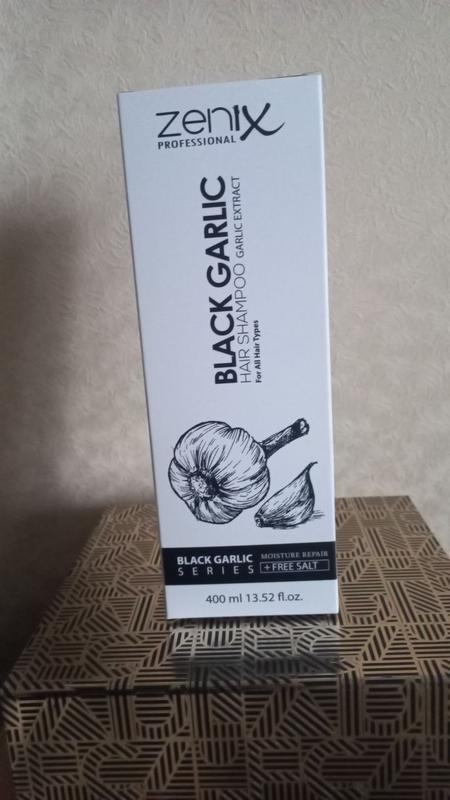 zenix
PROFESSIONAL
BLACK GARLIC
HAIR SHAMPOO GARLIC EXTRACT
For All Hair Types
BLACK GARLIC
SERIES
MOISTURE REPAIR
+FREE SALT
400 ml 13.52 fl.oz.